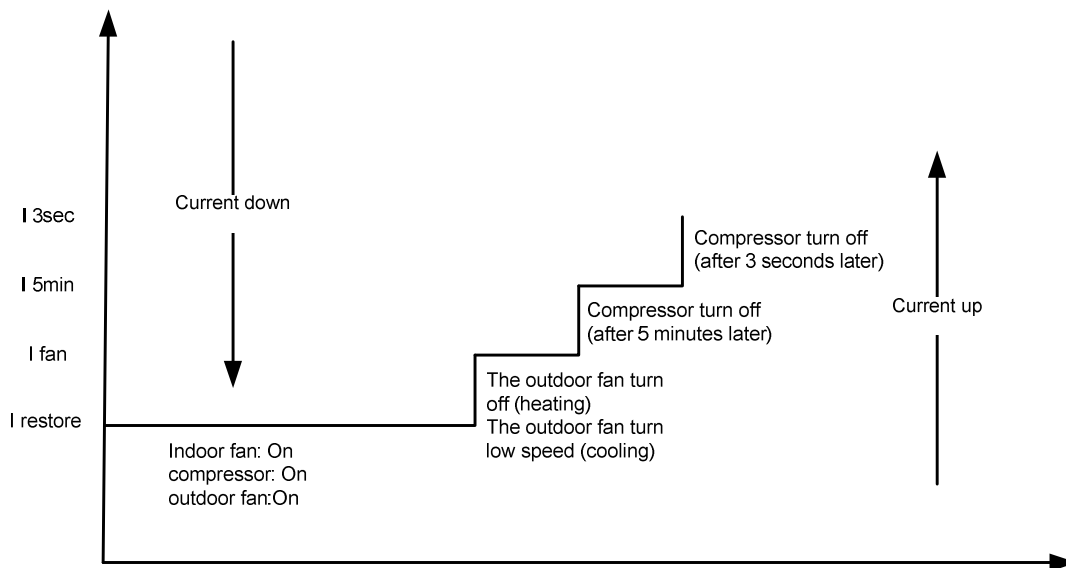 I 3sec
I 5min
I fan
I restore
Current down
Indoor fan: On
compressor: On
outdoor fan:On
The outdoor fan turn
off (heating)
The outdoor fan turn
low speed (cooling)
Compressor turn off
(after 5 minutes later)
Compressor turn off
(after 3 seconds later)
Current up